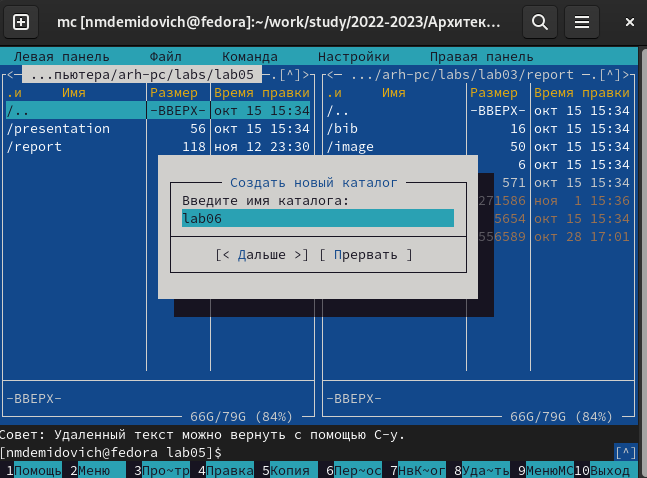 mc [nmdemidovich@fedora]:~/work/study/2022-2023/Архитек...
Левая панель Файл Команда Настройки Правая панель
<— ...пьютера/arh-pc/labs/lab05 —.[^]> <— .../arh-pc/labs/lab03/report —.[^]>
.и Имя Размер Время правки .и Имя Размер Время правки
/.. -ВВЕРХ- окт 15 15:34 /.. -ВВЕРХ- окт 15 15:34
/presentation 56 окт 15 15:34 /bib 16 окт 15 15:34
/report 118 ноя 12 23:30 /image 50 окт 15 15:34
6 окт 15 15:34
Создать новый каталог 571 окт 15 15:34
Введите имя каталога: 271586 ноя 1 15:36
lab06 5654 окт 15 15:34
556589 окт 28 17:01
[< Дальше >] [ Прервать ]
-ВВЕРХ- -ВВЕРХ-
66G/79G (84%) 66G/79G (84%)
Совет: Удаленный текст можно вернуть с помощью C-y.
[nmdemidovich@fedora lab05]$ [^]
1Помощь 2Меню 3Про~тр 4Правка 5Копия 6Пер~ос 7НвК~ог 8Уда~ть 9МенюMC 10Выход